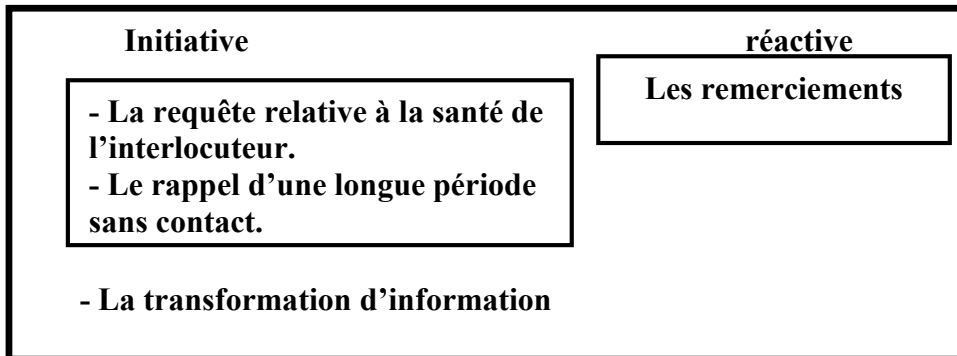 Initiative
réactive
- La requête relative à la santé de
l'interlocuteur.
- Le rappel d'une longue période
sans contact.
Les remerciements
- La transformation d'information